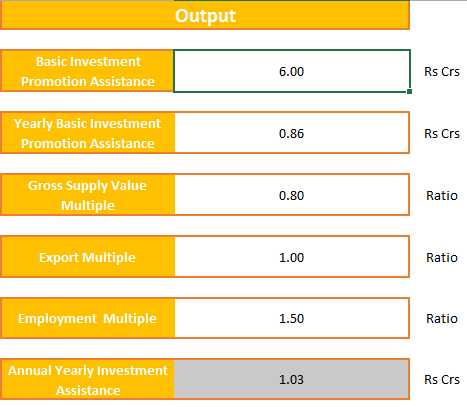 Output
Basic Investment
Promotion Assistance
6.00
Rs Crs
Yearly Basic Investment
Promotion Assistance
0.86
Rs Crs
Gross Supply Value
Multiple
0.80
Ratio
Export Multiple
1.00
Ratio
Employment  Multiple
1.50
Ratio
Annual Yearly Investment
Assistance
1.03
Rs Crs